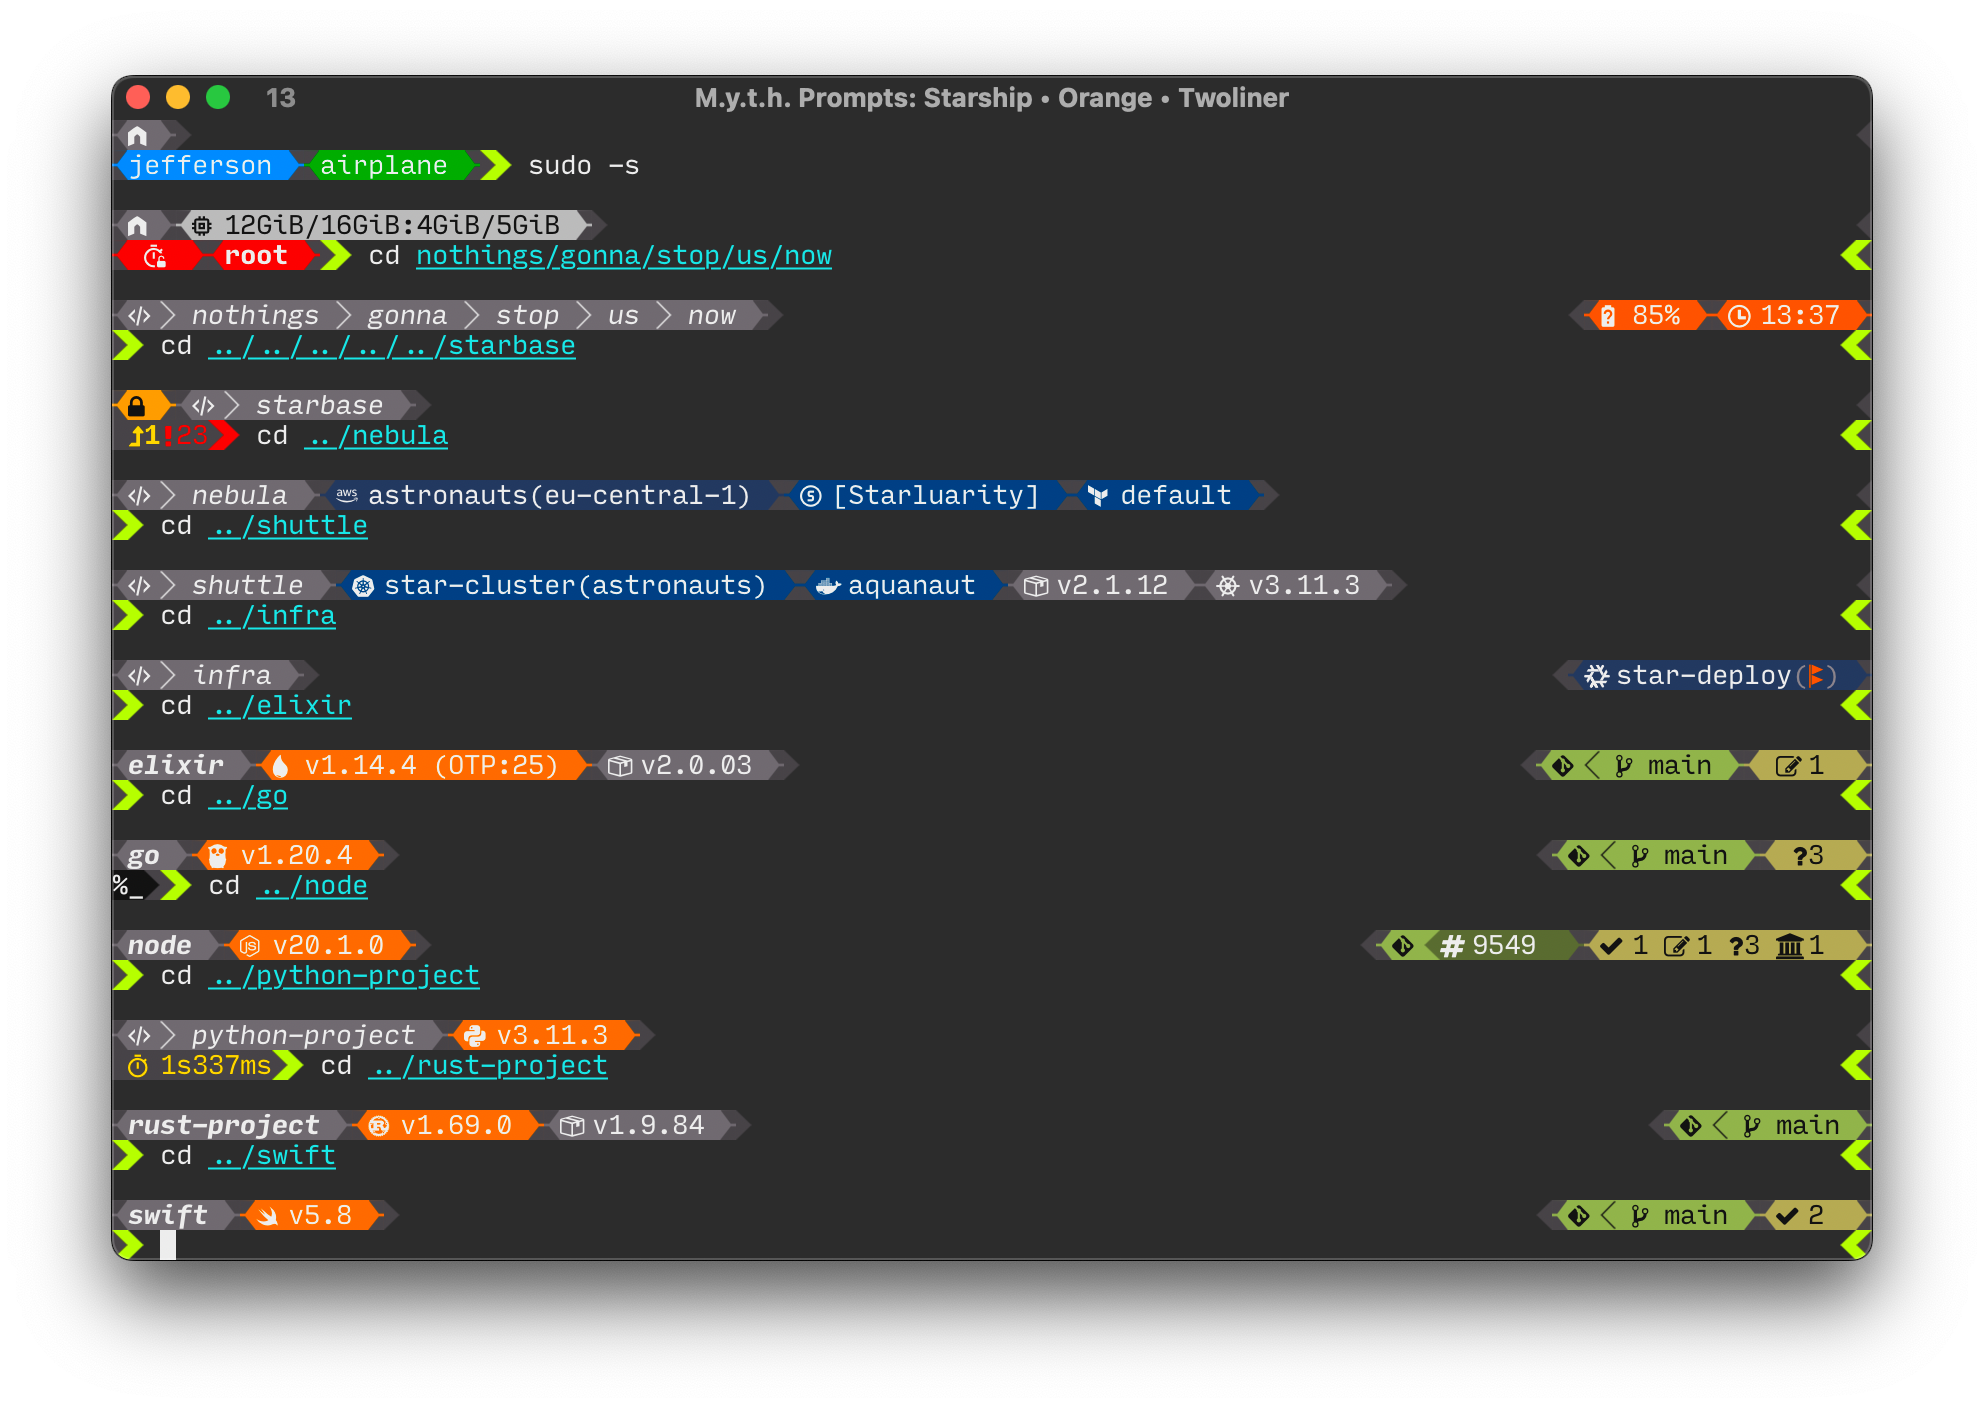 13 M.y.t.h. Prompts: Starship • Orange • Twoliner
jefferson airplane sudo -s
12GiB/16GiB:4GiB/5GiB
root cd nothings/gonna/stop/us/now
</> nothings gonna stop us now 85% 13:37
cd ../../../../../starbase
</> starbase
1!23 cd ../nebula
</> nebula aws astronauts(eu-central-1) S [Starluarity] default
cd ../shuttle
</> shuttle star-cluster(astronauts) aquanaut v2.1.12 v3.11.3
cd ../infra
</> infra star-deploy()
cd ../elixir
elixir v1.14.4 (OTP:25) v2.0.03 main 1
cd ../go
go v1.20.4 main ?3
%_ cd ../node
node JS v20.1.0 #9549 1 1 ?3 1
cd ../python-project
</> python-project v3.11.3
1s337ms cd ../rust-project
rust-project R v1.69.0 v1.9.84 main
cd ../swift
swift v5.8 main 2